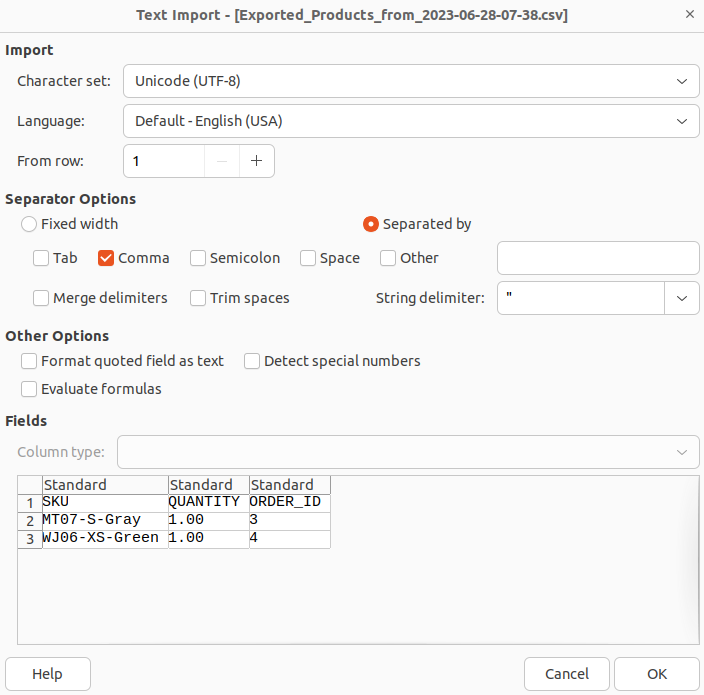 Text Import - [Exported_Products_from_2023-06-28-07-38.csv]
Import
Character set: Unicode (UTF-8)
Language: Default - English (USA)
From row: 1
Separator Options
Fixed width Separated by
Tab Comma Semicolon Space Other
Merge delimiters Trim spaces String delimiter: "
Other Options
Format quoted field as text Detect special numbers
Evaluate formulas
Fields
Column type:
Standard Standard Standard
1 SKU QUANTITY ORDER_ID
2 MT07-S-Gray 1.00 3
3 WJ06-XS-Green 1.00 4
Help Cancel OK